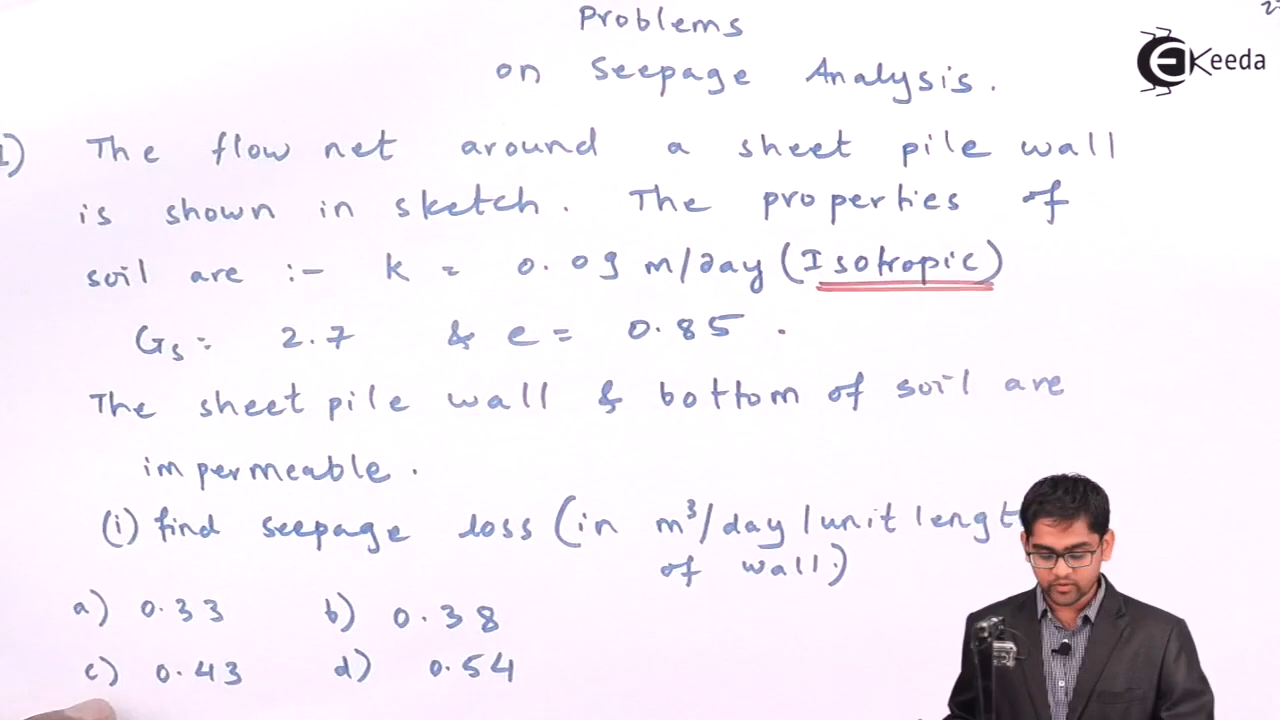 Problems
on Seepage Analysis.
Keeda
1) The flow net around a sheet pile wall
is shown in sketch. The properties of
soil are :- k = 0.09 m/day (Isotropic)
Gs = 2.7 & e = 0.85 .
The sheet pile wall & bottom of soil are
impermeable.
(i) find seepage loss (in m³/day/unit lengt
of wall.)
a) 0.33 b) 0.38
c) 0.43 d) 0.54